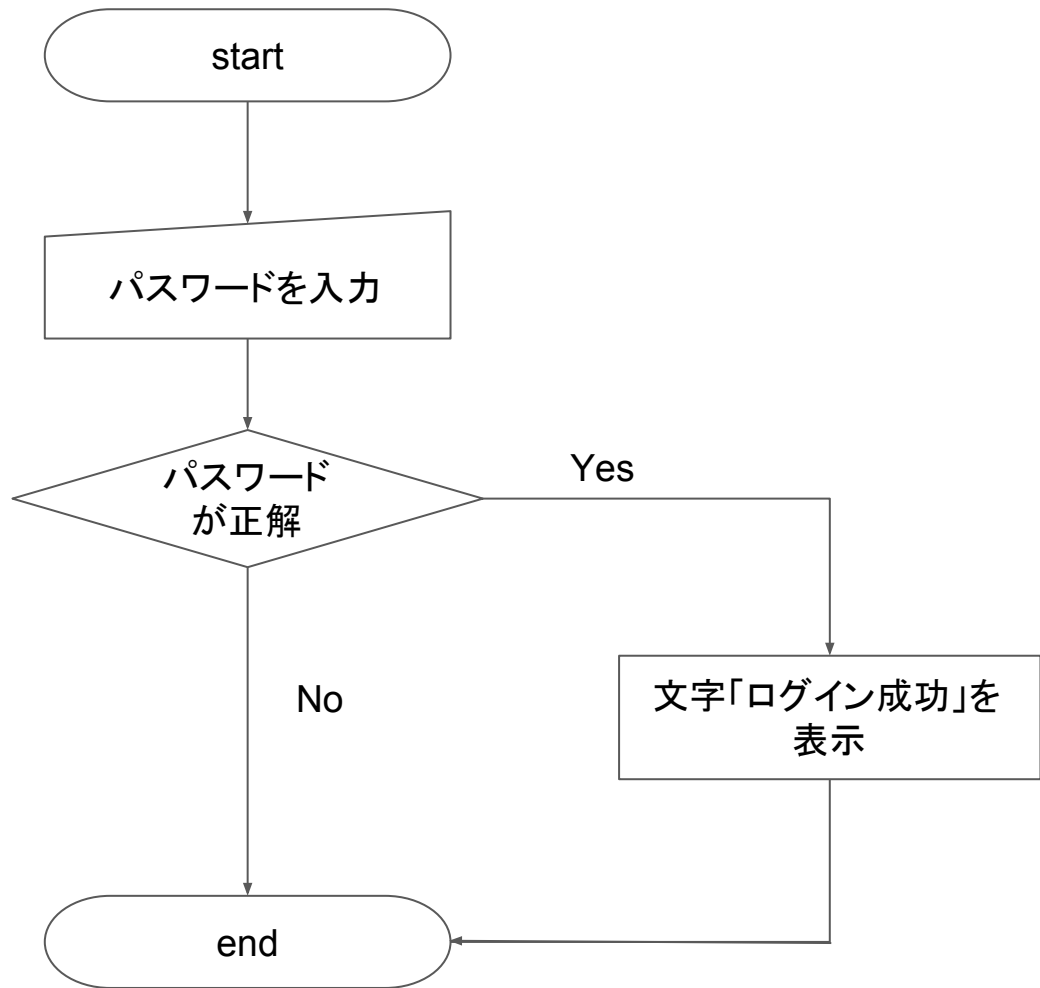 start
パスワードを入力
パスワード
が正解
Yes
No
文字「ログイン成功」を
表示
end